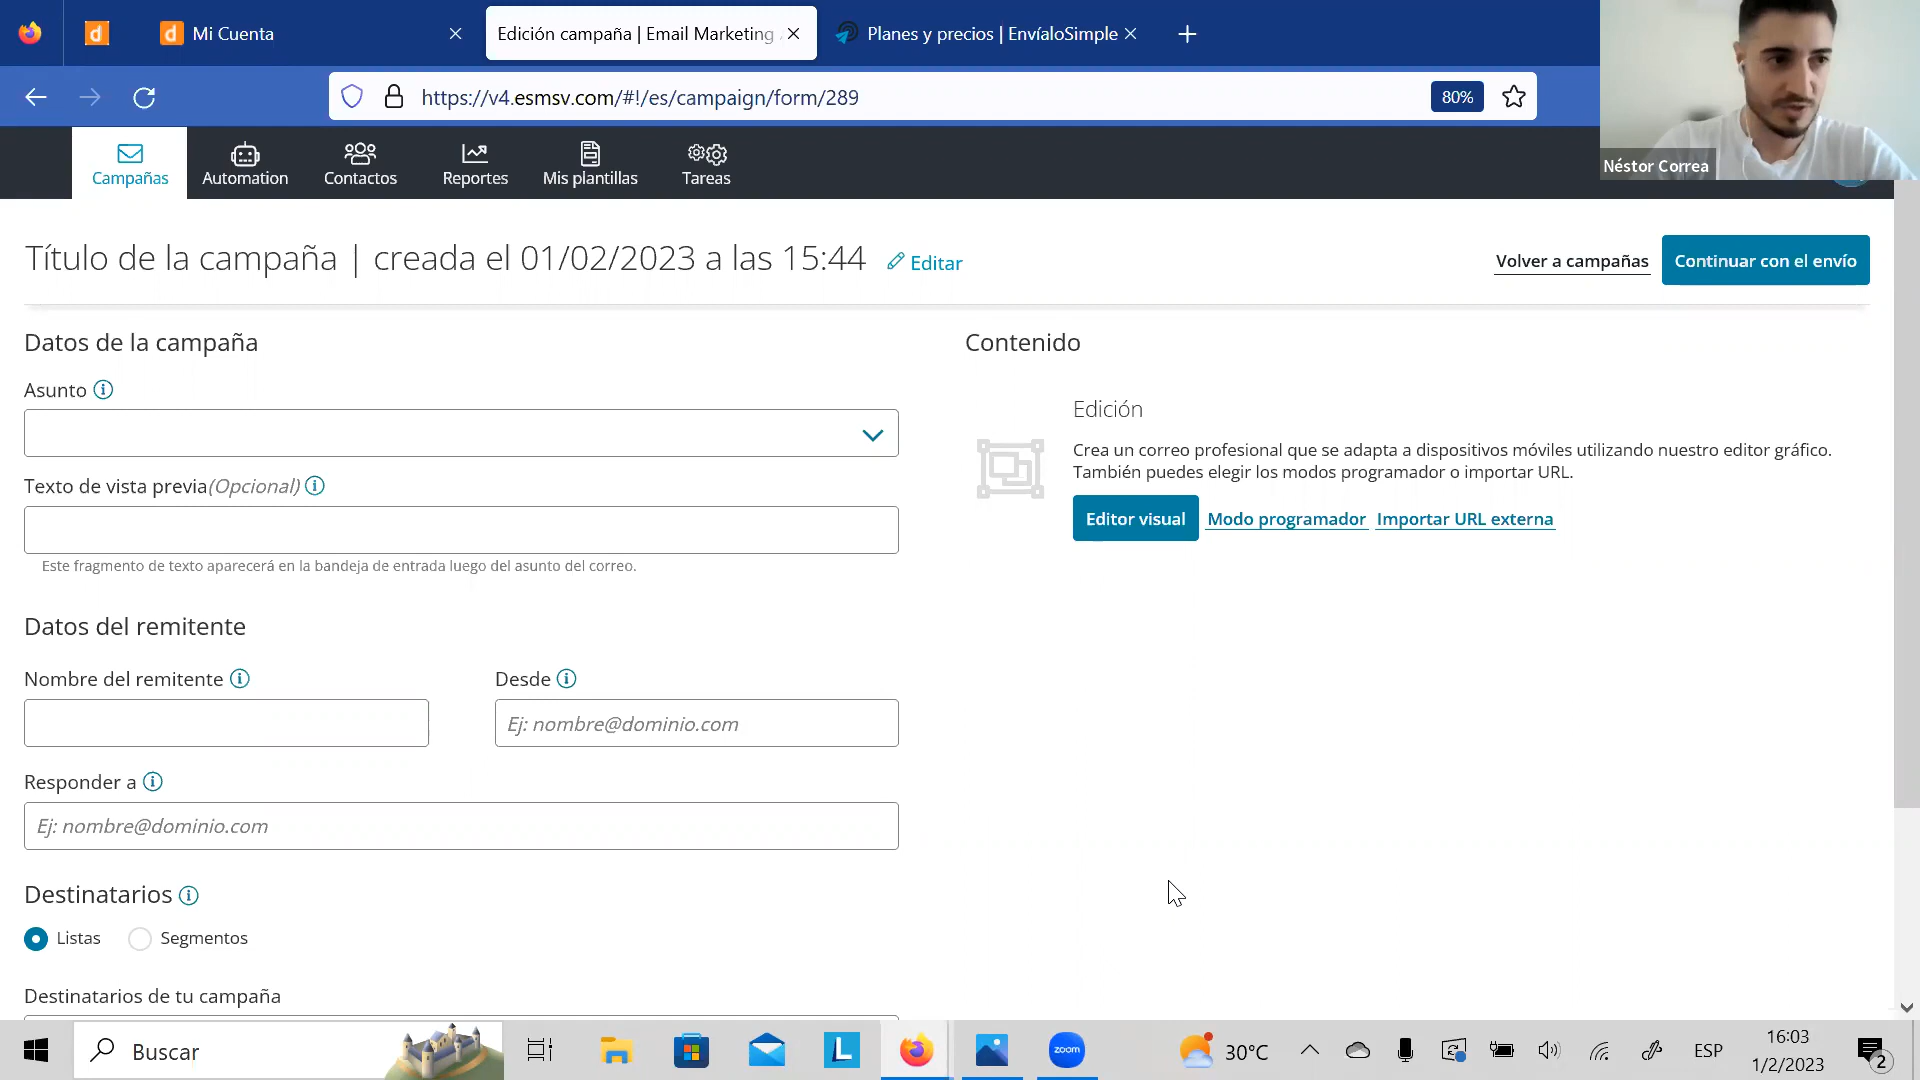 Mi Cuenta
Edición campaña | Email Marketing
Planes y precios | EnvíaloSimple
https://v4.esmsv.com/#!/es/campaign/form/289
80%
Néstor Correa
Campañas
Automation
Contactos
Reportes
Mis plantillas
Tareas
Título de la campaña | creada el 01/02/2023 a las 15:44
Editar
Volver a campañas
Continuar con el envío
Datos de la campaña
Asunto
Texto de vista previa(Opcional)
Este fragmento de texto aparecerá en la bandeja de entrada luego del asunto del correo.
Datos del remitente
Nombre del remitente
Desde
Ej: nombre@dominio.com
Responder a
Ej: nombre@dominio.com
Destinatarios
Listas
Segmentos
Destinatarios de tu campaña
Contenido
Edición
Crea un correo profesional que se adapta a dispositivos móviles utilizando nuestro editor gráfico.
También puedes elegir los modos programador o importar URL.
Editor visual
Modo programador
Importar URL externa
Buscar
L
zoom
30°C
ESP
16:03
1/2/2023
2